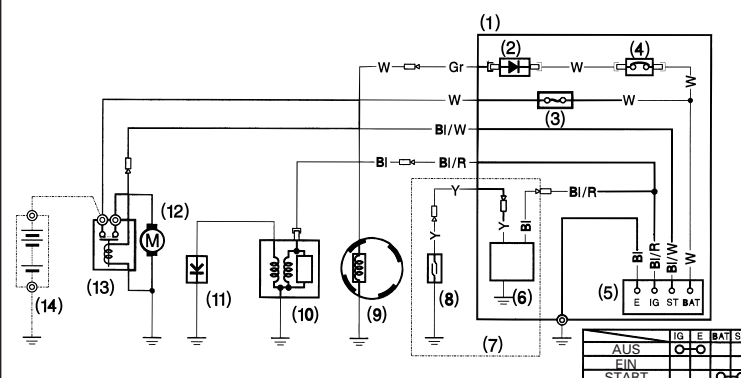 (1)
(2)
(4)
W
Gr
W
W
W
W
(3)
Bl/W
Bl
Bl/R
Bl/R
Y
Y
Bl
Y
(12)
M
(14)
(13)
(11)
(10)
(9)
(8)
(6)
(7)
Bl
Bl/R
Bl/W
W
(5)
E IG ST BAT
IG E BAT S
AUS
EIN
START